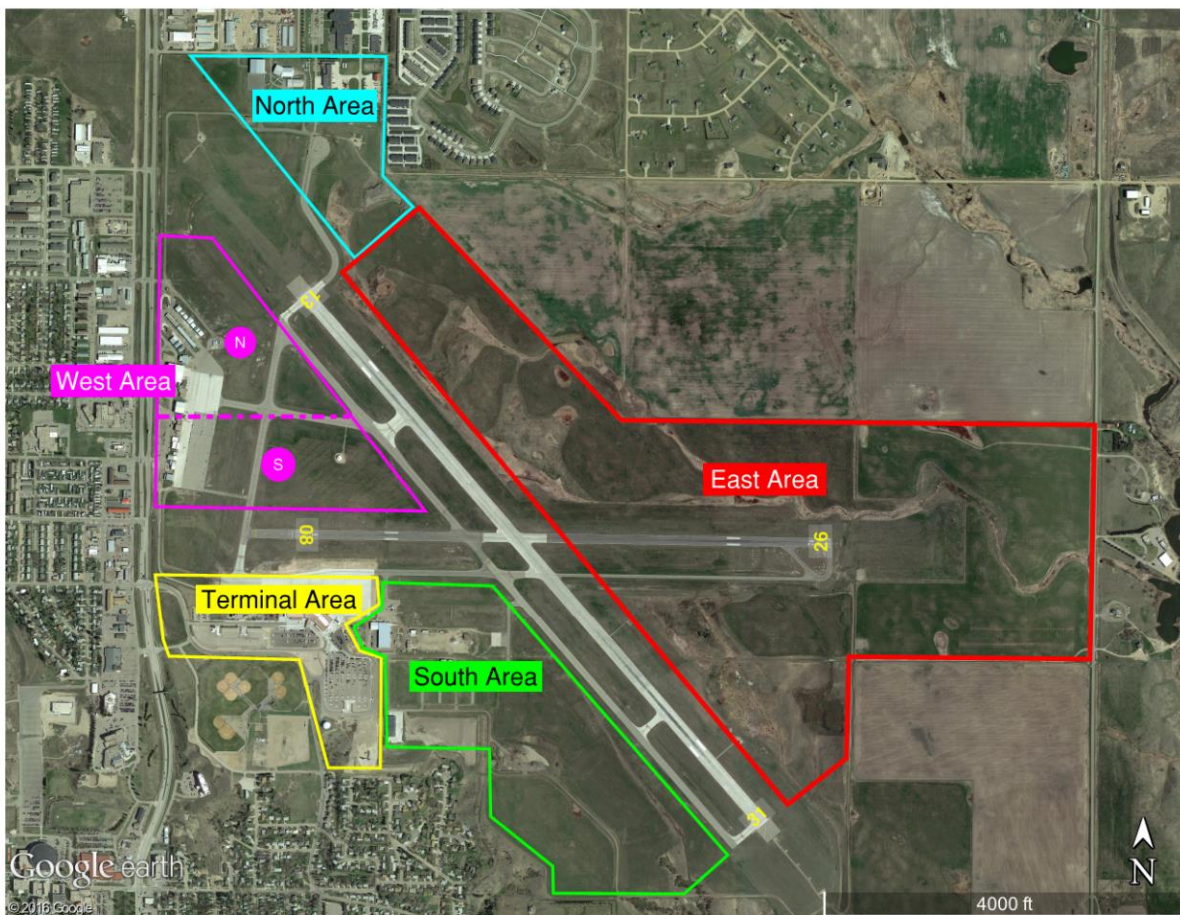 North Area
13
N
West Area
S
East Area
08
26
Terminal Area
South Area
31
Google earth
© 2016 Google
N
4000 ft